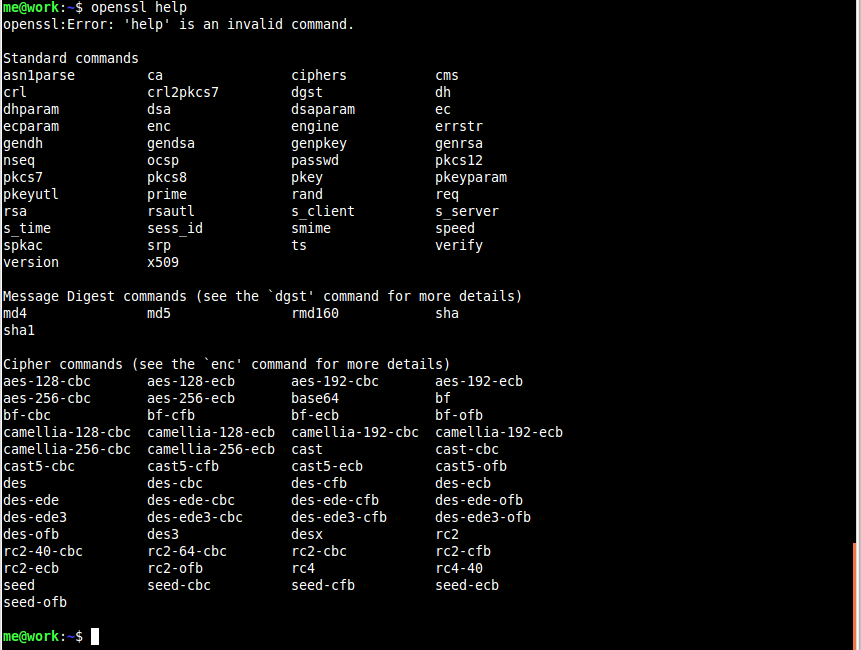 me@work:~$ openssl help
openssl:Error: 'help' is an invalid command.

Standard commands
asn1parse         ca                ciphers           cms
crl               crl2pkcs7         dgst              dh
dhparam           dsa               dsaparam          ec
ecparam           enc               engine            errstr
gendh             gendsa            genpkey           genrsa
nseq              ocsp              passwd            pkcs12
pkcs7             pkcs8             pkey              pkeyparam
pkeyutl           prime             rand              req
rsa               rsautl            s_client          s_server
s_time            sess_id           smime             speed
spkac             srp               ts                verify
version           x509

Message Digest commands (see the `dgst' command for more details)
md4               md5               rmd160            sha
sha1

Cipher commands (see the `enc' command for more details)
aes-128-cbc       aes-128-ecb       aes-192-cbc       aes-192-ecb
aes-256-cbc       aes-256-ecb       base64            bf
bf-cbc            bf-cfb            bf-ecb            bf-ofb
camellia-128-cbc  camellia-128-ecb  camellia-192-cbc  camellia-192-ecb
camellia-256-cbc  camellia-256-ecb  cast              cast-cbc
cast5-cbc         cast5-cfb         cast5-ecb         cast5-ofb
des               des-cbc           des-cfb           des-ecb
des-ede           des-ede-cbc       des-ede-cfb       des-ede-ofb
des-ede3          des-ede3-cbc      des-ede3-cfb      des-ede3-ofb
des-ofb           des3              desx              rc2
rc2-40-cbc        rc2-64-cbc        rc2-cbc           rc2-cfb
rc2-ecb           rc2-ofb           rc4               rc4-40
seed              seed-cbc          seed-cfb          seed-ecb
seed-ofb

me@work:~$